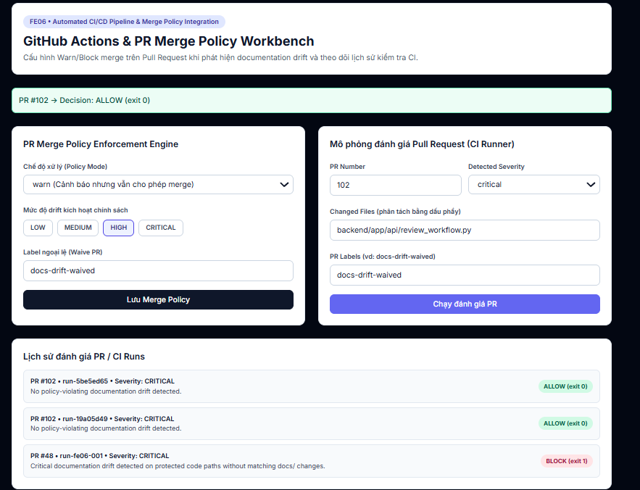 FE06 • Automated CI/CD Pipeline & Merge Policy Integration
GitHub Actions & PR Merge Policy Workbench
Cấu hình Warn/Block merge trên Pull Request khi phát hiện documentation drift và theo dõi lịch sử kiểm tra CI.
PR #102 → Decision: ALLOW (exit 0)
PR Merge Policy Enforcement Engine
Chế độ xử lý (Policy Mode)
warn (Cảnh báo nhưng vẫn cho phép merge)
Mức độ drift kích hoạt chính sách
LOW MEDIUM HIGH CRITICAL
Label ngoại lệ (Waive PR)
docs-drift-waived
Lưu Merge Policy
Mô phỏng đánh giá Pull Request (CI Runner)
PR Number Detected Severity
102 critical
Changed Files (phân tách bằng dấu phẩy)
backend/app/api/review_workflow.py
PR Labels (vd: docs-drift-waived)
docs-drift-waived
Chạy đánh giá PR
Lịch sử đánh giá PR / CI Runs
PR #102 • run-5be5ed65 • Severity: CRITICAL
No policy-violating documentation drift detected.
ALLOW (exit 0)
PR #102 • run-19a05d49 • Severity: CRITICAL
No policy-violating documentation drift detected.
ALLOW (exit 0)
PR #48 • run-fe06-001 • Severity: CRITICAL
Critical documentation drift detected on protected code paths without matching docs/ changes.
BLOCK (exit 1)